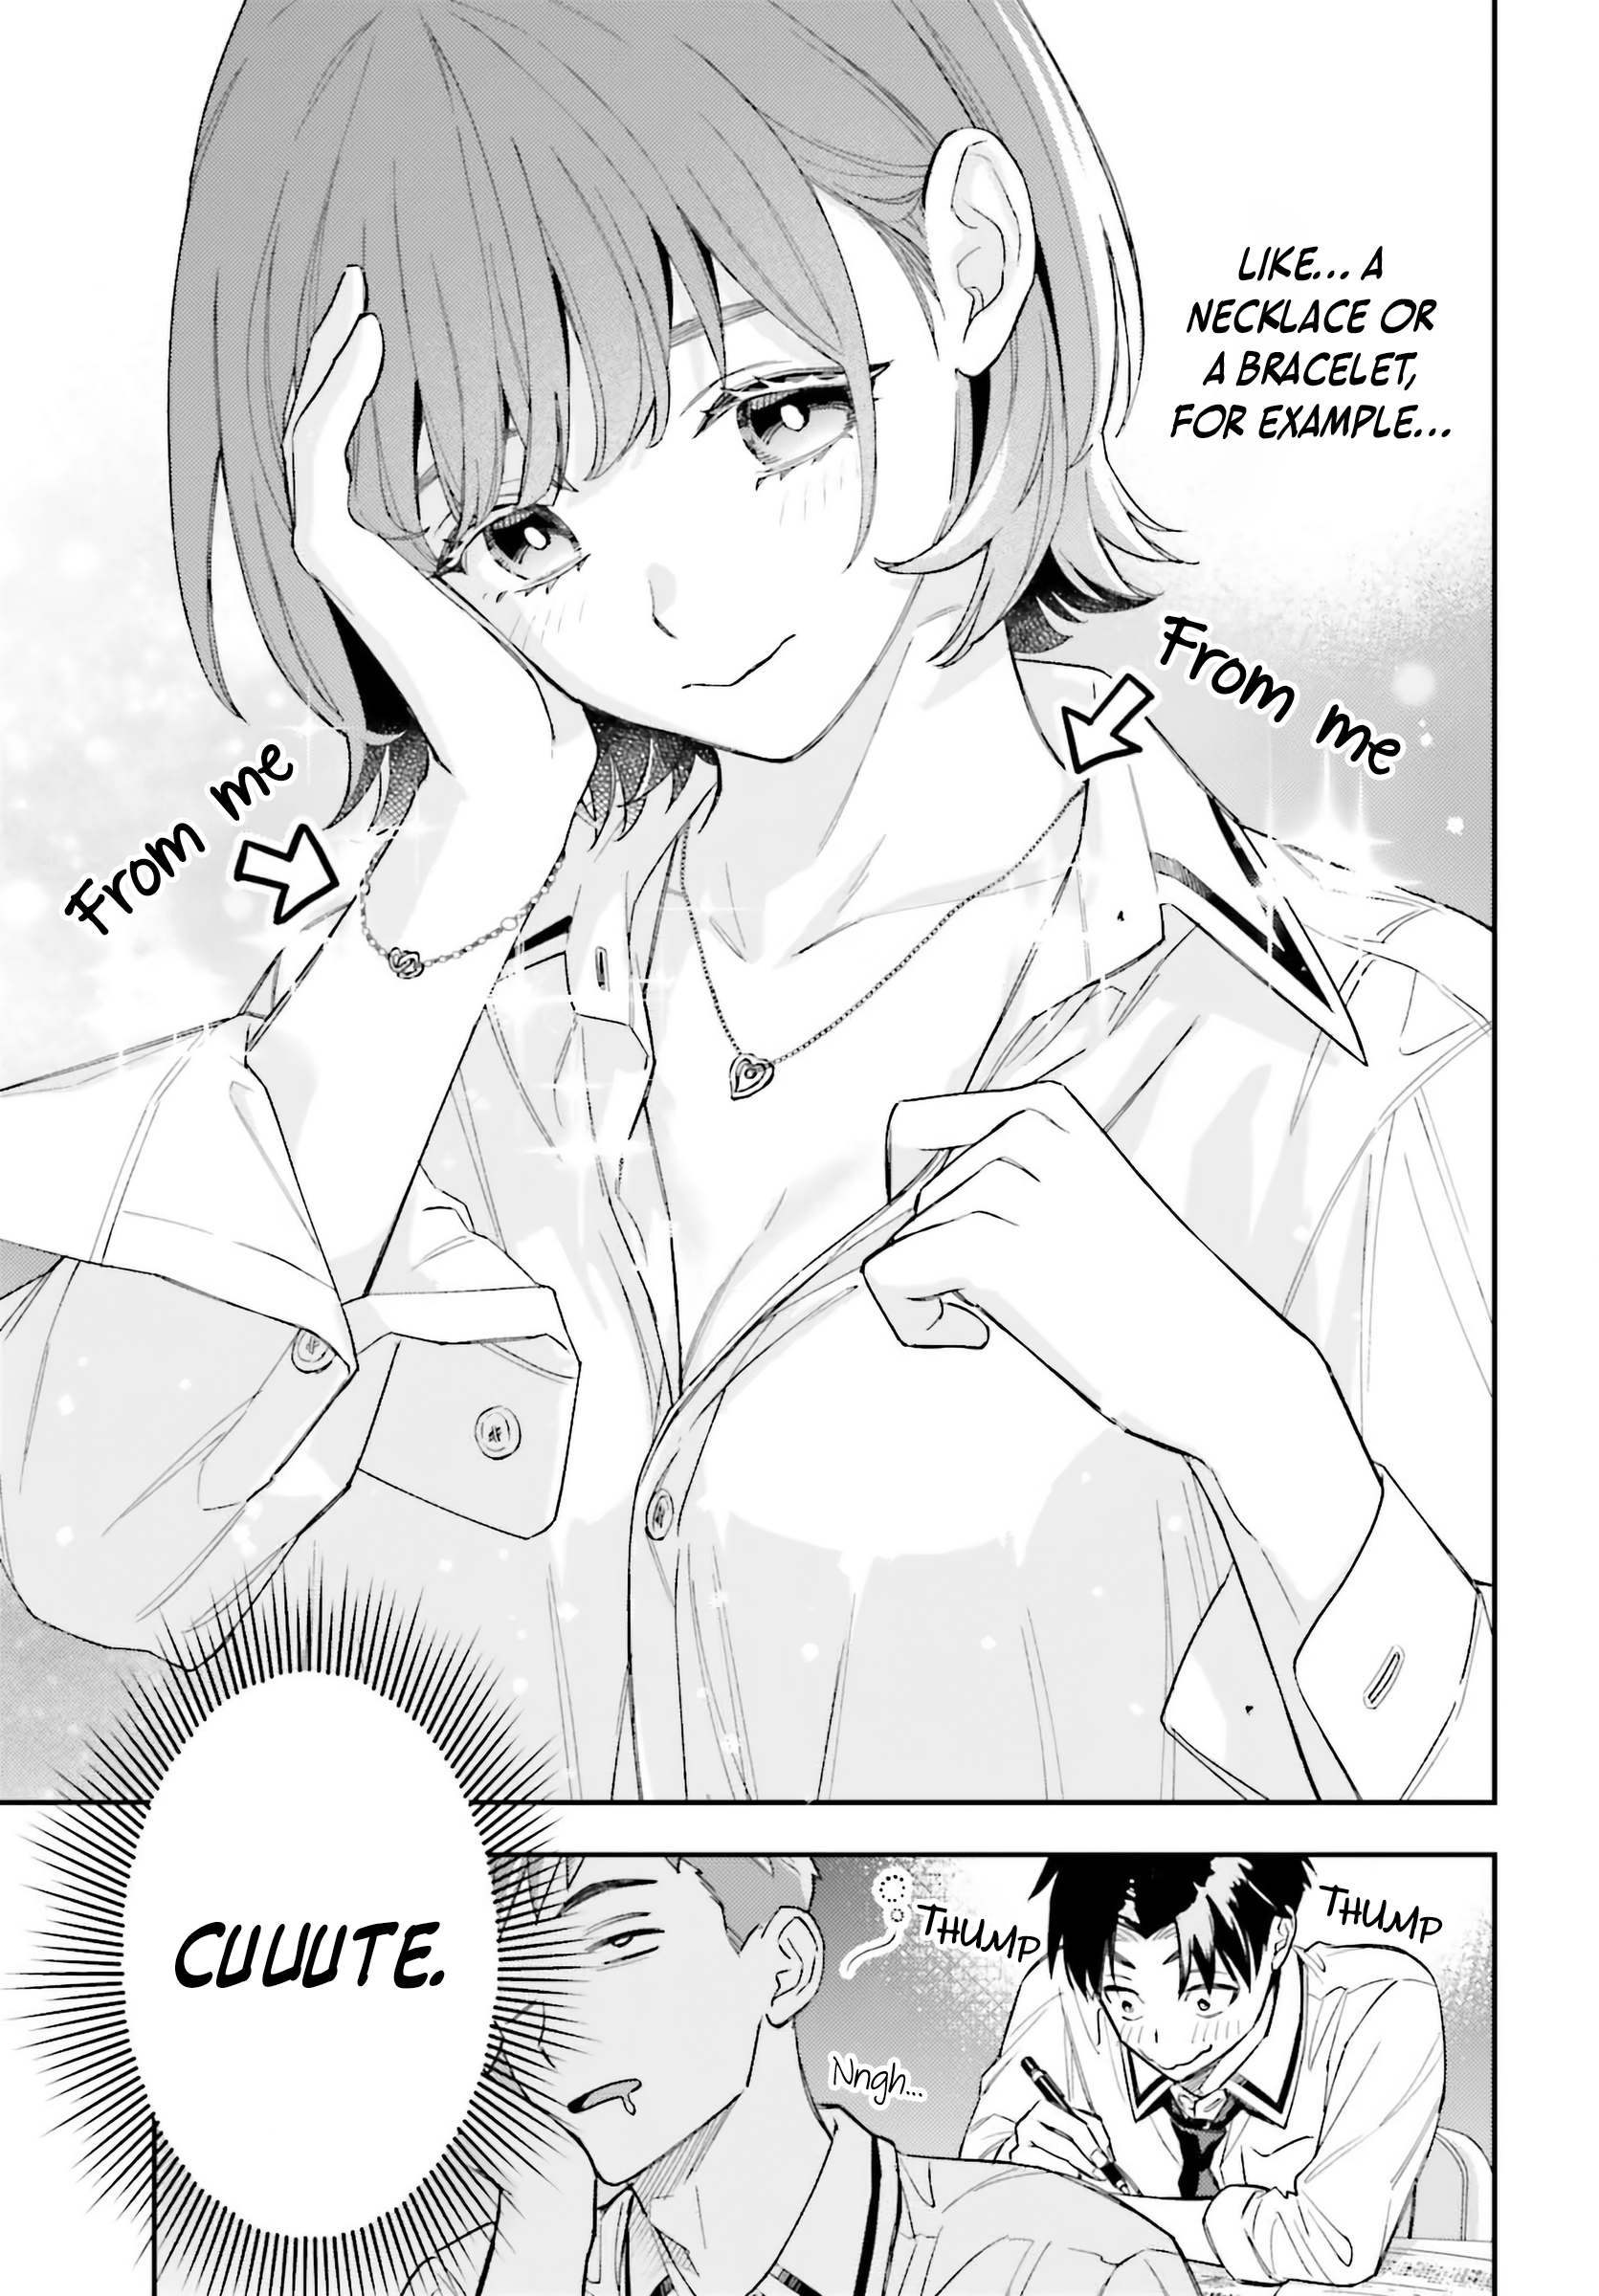 LIKE... A
NECKLACE OR
A BRACELET,
FOR EXAMPLE...
From me
From me
THUMP
THUMP
Nngh...
CUUUTE.